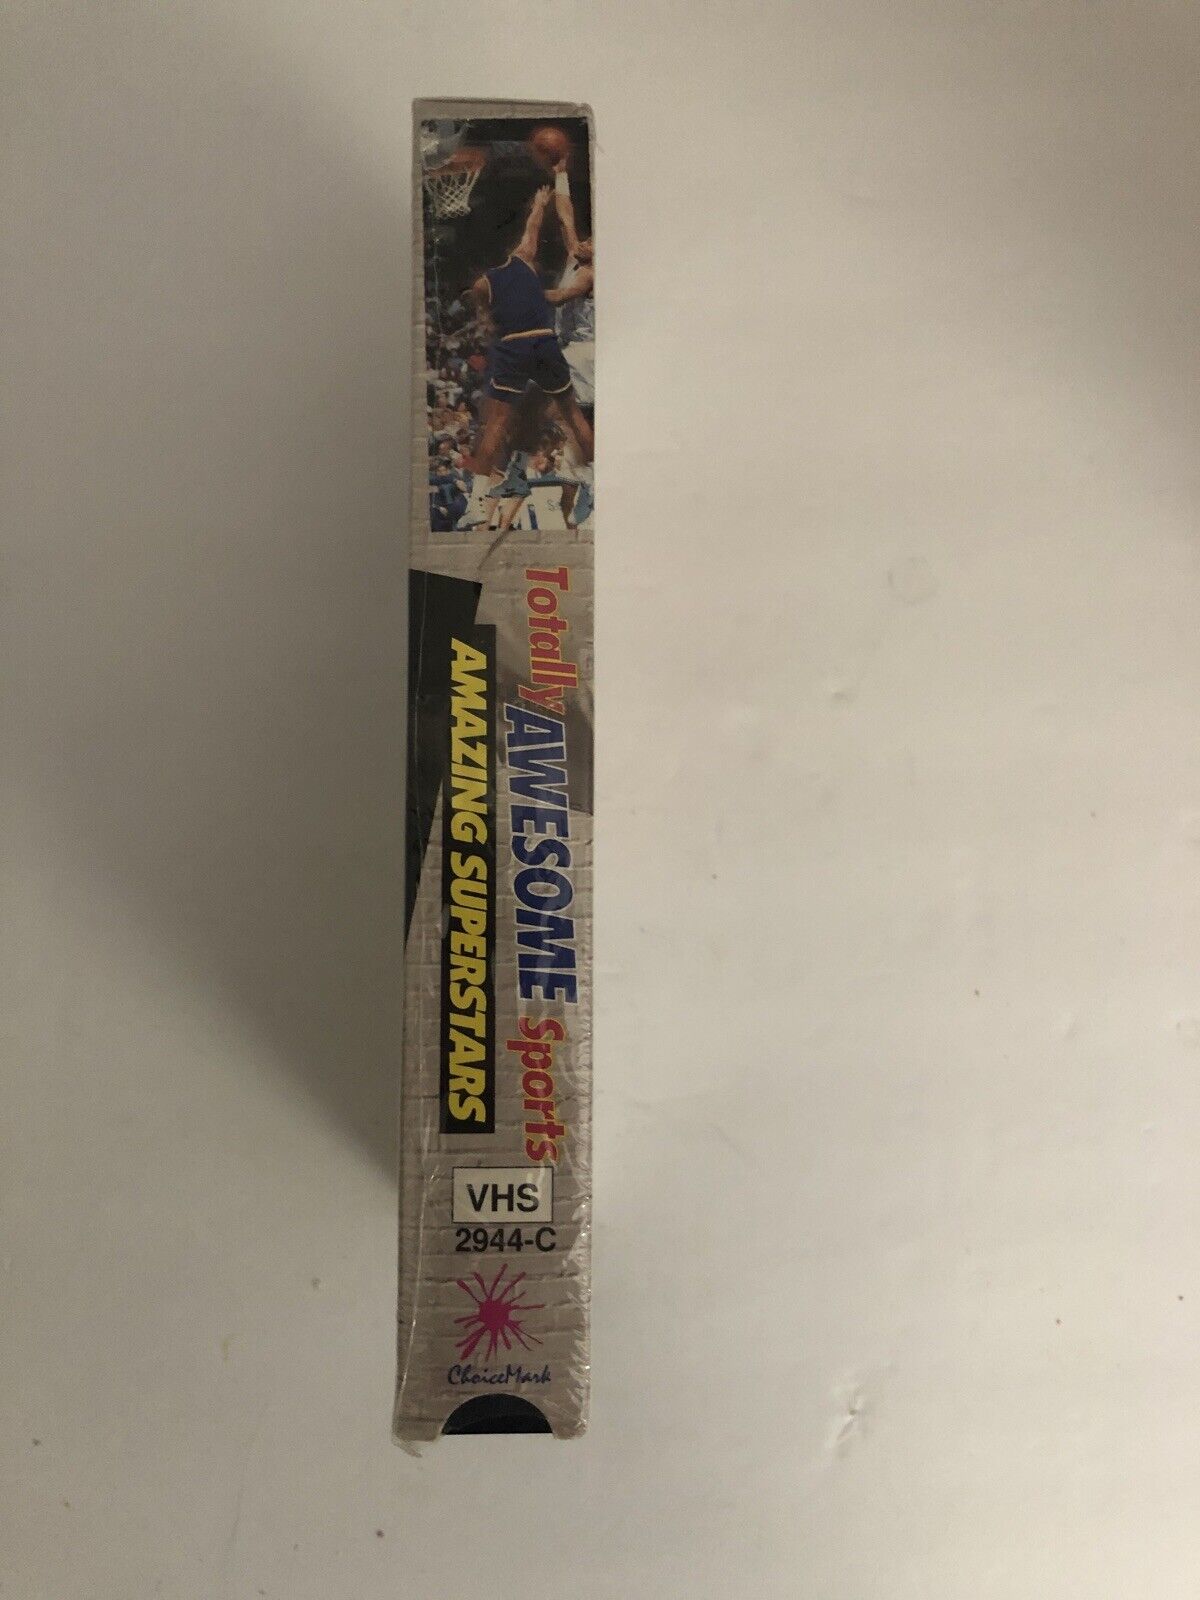 Totally AWESOME Sports
AMAZING SUPERSTARS
VHS
2944-C
ChoiceMark